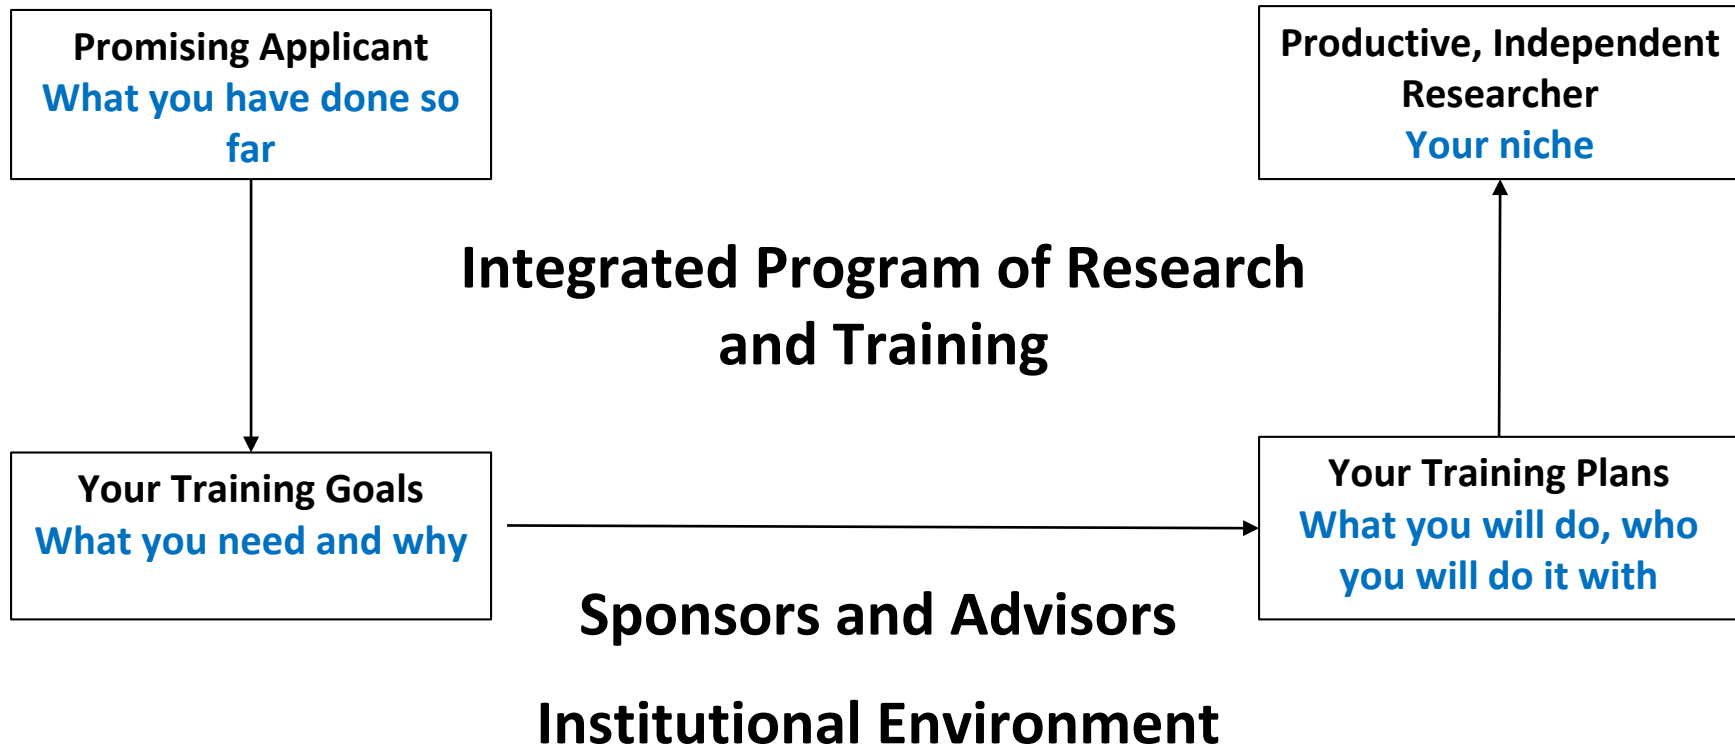 Promising Applicant
What you have done so
far
Productive, Independent
Researcher
Your niche
Integrated Program of Research
and Training
Your Training Goals
What you need and why
Your Training Plans
What you will do, who
you will do it with
Sponsors and Advisors
Institutional Environment